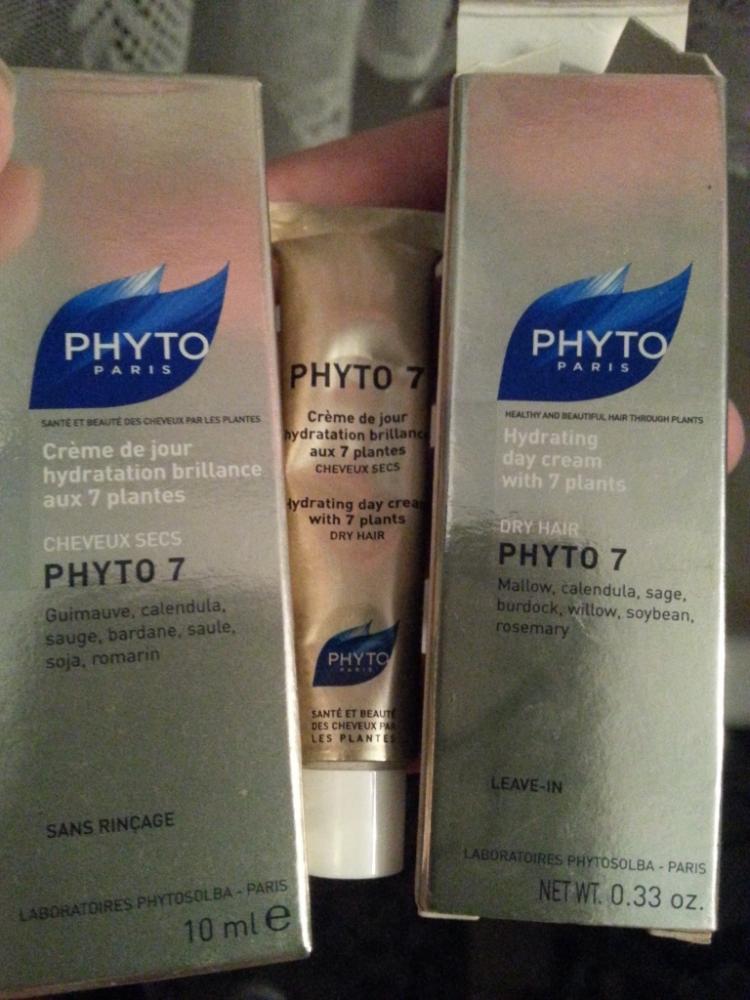 PHYTO
PARIS
SANTÉ ET BEAUTÉ DES CHEVEUX PAR LES PLANTES
Crème de jour
hydratation brillance
aux 7 plantes
CHEVEUX SECS
PHYTO 7
Guimauve, calendula,
sauge, bardane, saule,
soja, romarin
SANS RINÇAGE
LABORATOIRES PHYTOSOLBA - PARIS
10 ml e
PHYTO 7
Crème de jour
hydratation brillanc
aux 7 plantes
CHEVEUX SECS
Hydrating day crea
with 7 plants
DRY HAIR
PHYTO
PARIS
SANTÉ ET BEAUTÉ
DES CHEVEUX PAR
LES PLANTES
PHYTO
PARIS
HEALTHY AND BEAUTIFUL HAIR THROUGH PLANTS
Hydrating
day cream
with 7 plants
DRY HAIR
PHYTO 7
Mallow, calendula, sage,
burdock, willow, soybean,
rosemary
LEAVE-IN
LABORATOIRES PHYTOSOLBA - PARIS
NET WT. 0.33 oz.